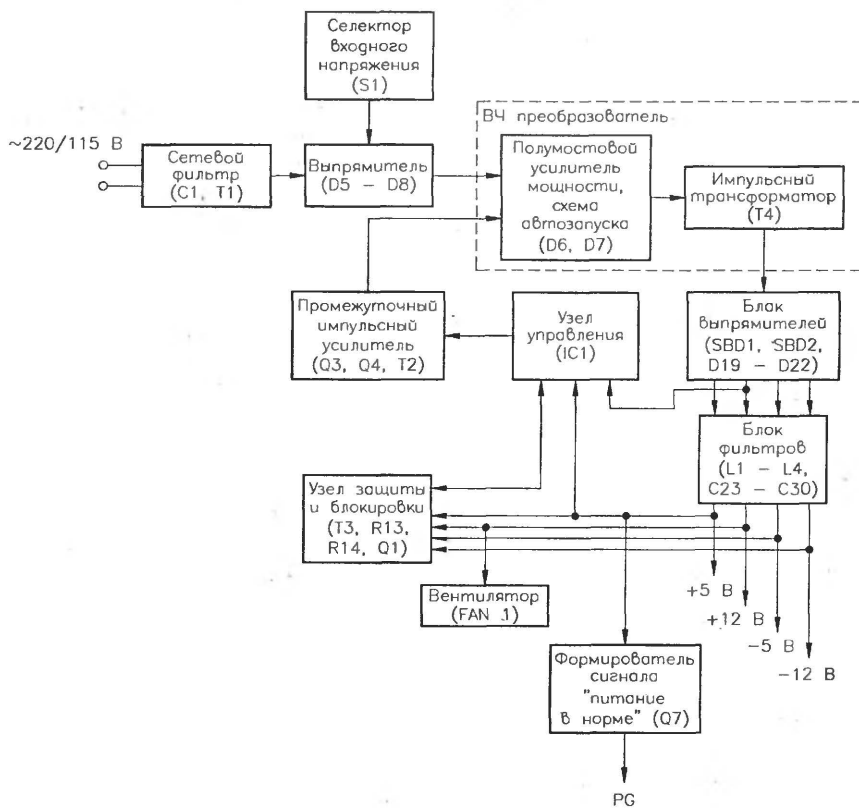 Селектор
входного
напряжения
(S1)
ВЧ преобразователь
~220/115 В
Сетевой
фильтр
(C1, T1)
Выпрямитель
(D5 – D8)
Полумостовой
усилитель
мощности,
схема
автозапуска
(D6, D7)
Импульсный
трансформатор
(T4)
Промежуточный
импульсный
усилитель
(Q3, Q4, T2)
Узел
управления
(IC1)
Блак
выпрямителей
(SBD1, SBD2,
D19 – D22)
Блок
фильтров
(L1 – L4,
C23 – C30)
Узел защиты
и блокировки
(T3, R13,
R14, Q1)
Вентилятор
(FAN .1)
+5 В
+12 В
–5 В
–12 В
Формирователь
сигнала
"питание
в норме" (Q7)
PG